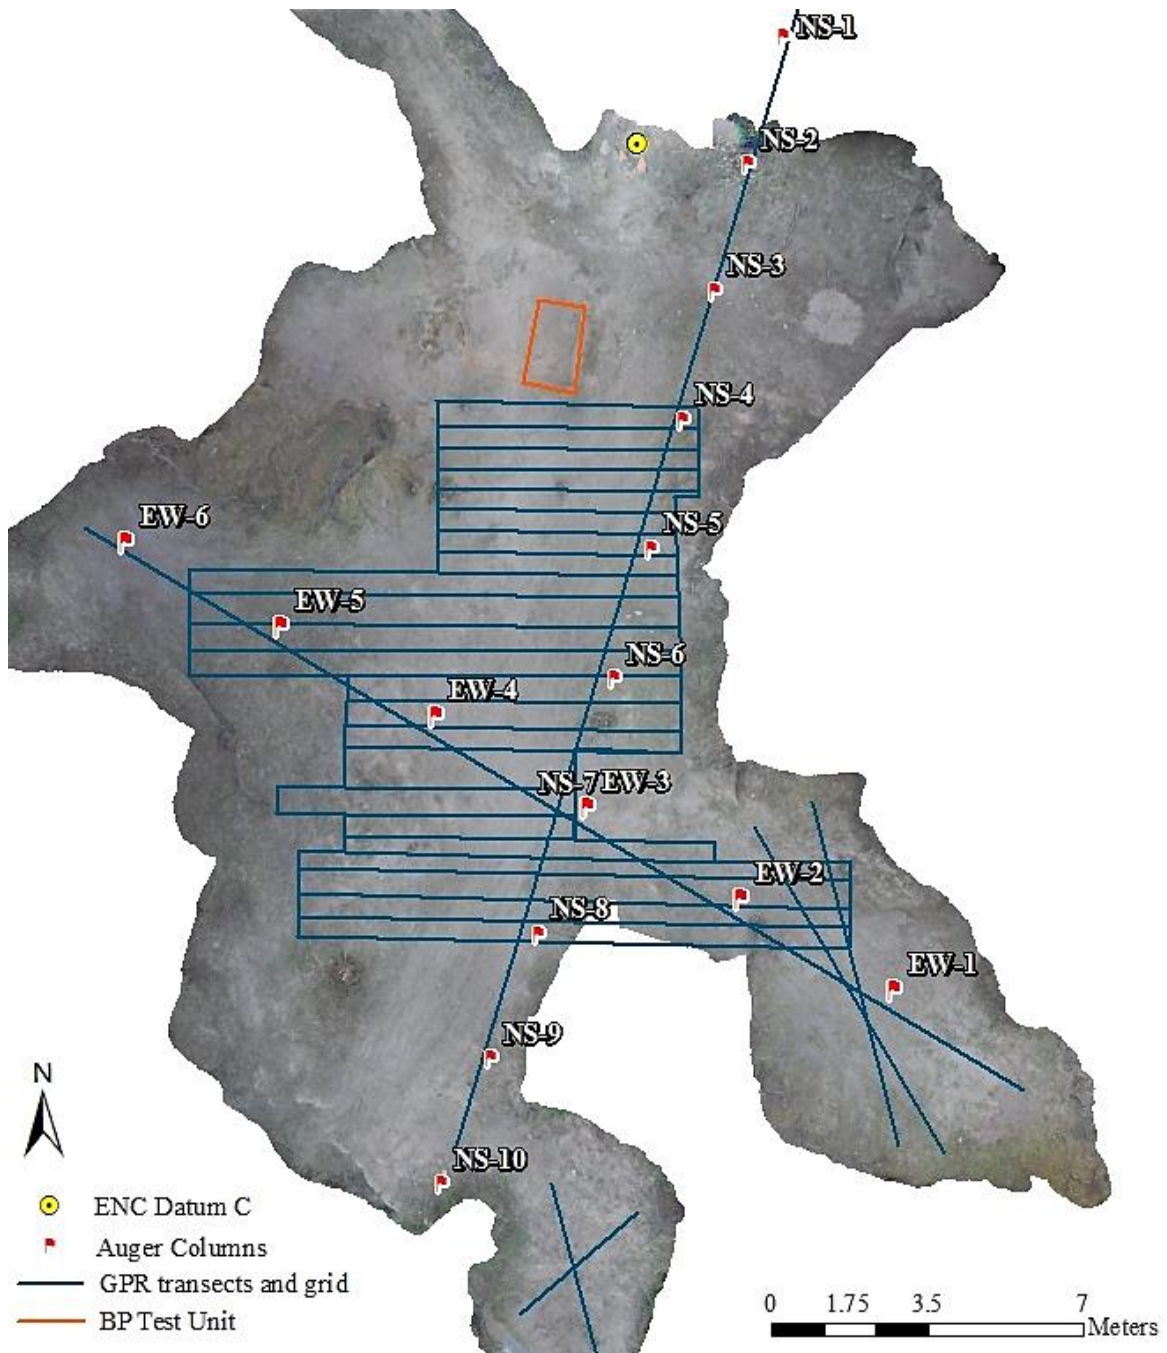 NS-1
NS-2
NS-3
NS-4
EW-6
NS-5
EW-5
NS-6
EW-4
NS-7 EW-3
EW-2
NS-8
EW-1
NS-9
N
NS-10
ENC Datum C
Auger Columns
GPR transects and grid
BP Test Unit
0 1.75 3.5 7
Meters